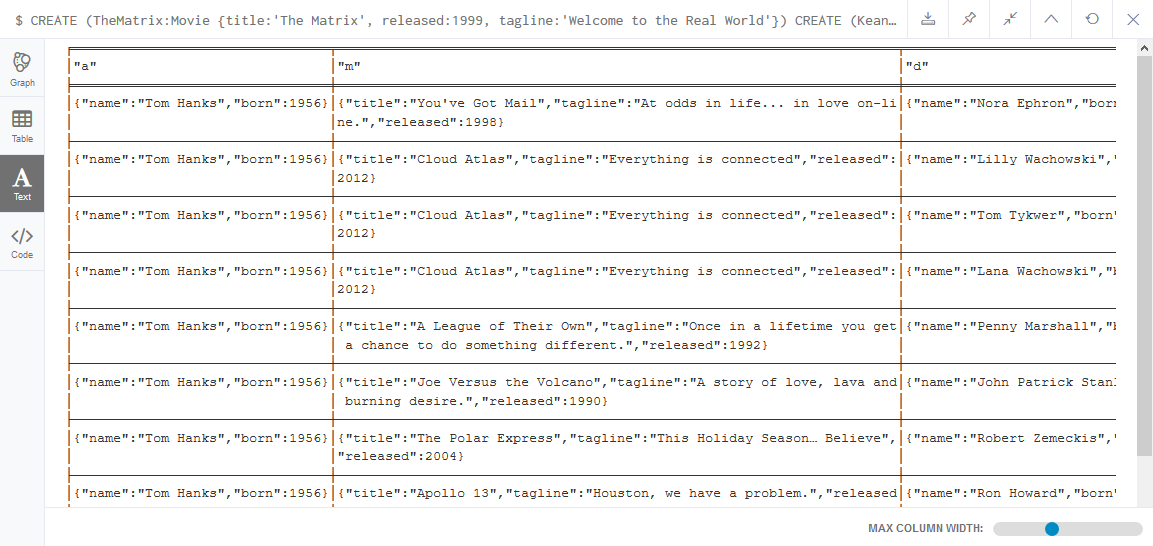 $ CREATE (TheMatrix:Movie {title:'The Matrix', released:1999, tagline:'Welcome to the Real World'}) CREATE (Kean…
Graph
Table
A
Text
</>
Code
"a" "m" "d"
{"name":"Tom Hanks","born":1956} {"title":"You've Got Mail","tagline":"At odds in life... in love on-li {"name":"Nora Ephron","born
ne.","released":1998}
{"name":"Tom Hanks","born":1956} {"title":"Cloud Atlas","tagline":"Everything is connected","released": {"name":"Lilly Wachowski","
2012}
{"name":"Tom Hanks","born":1956} {"title":"Cloud Atlas","tagline":"Everything is connected","released": {"name":"Tom Tykwer","born"
2012}
{"name":"Tom Hanks","born":1956} {"title":"Cloud Atlas","tagline":"Everything is connected","released": {"name":"Lana Wachowski","b
2012}
{"name":"Tom Hanks","born":1956} {"title":"A League of Their Own","tagline":"Once in a lifetime you get {"name":"Penny Marshall","b
a chance to do something different.","released":1992}
{"name":"Tom Hanks","born":1956} {"title":"Joe Versus the Volcano","tagline":"A story of love, lava and {"name":"John Patrick Stanl
burning desire.","released":1990}
{"name":"Tom Hanks","born":1956} {"title":"The Polar Express","tagline":"This Holiday Season… Believe", {"name":"Robert Zemeckis","
"released":2004}
{"name":"Tom Hanks","born":1956} {"title":"Apollo 13","tagline":"Houston, we have a problem.","released {"name":"Ron Howard","born"
MAX COLUMN WIDTH: